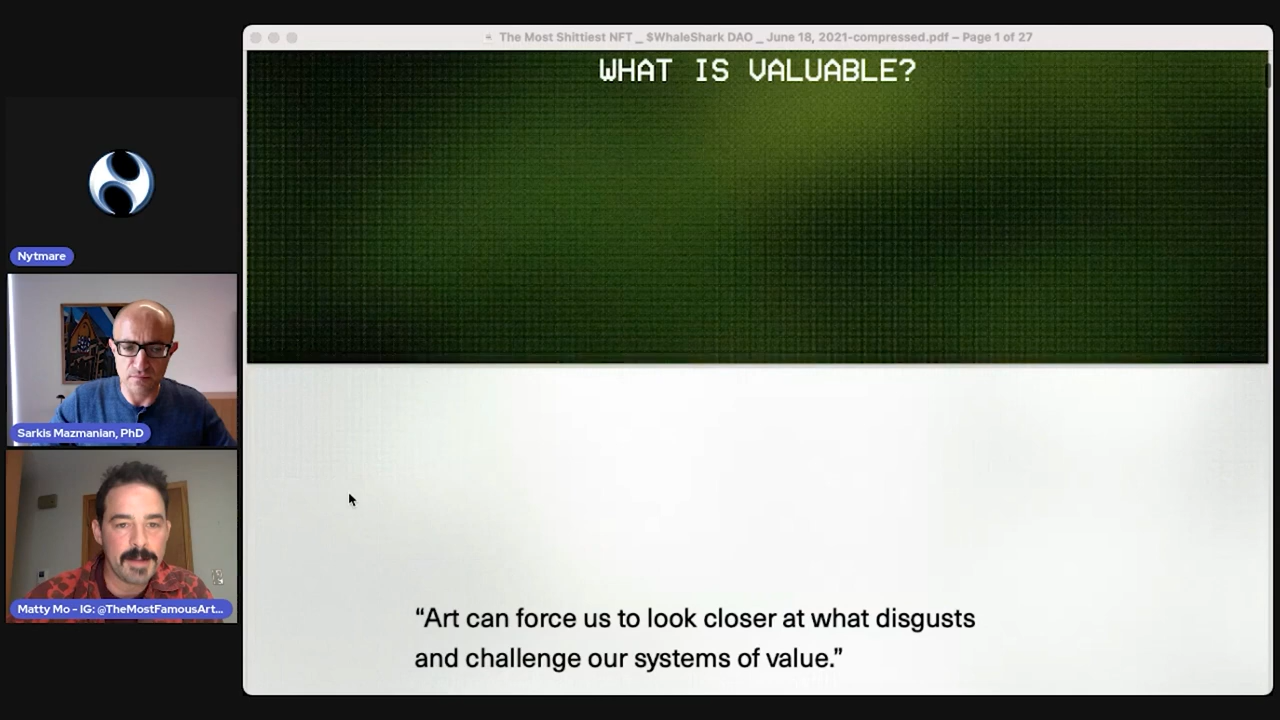 The Most Shittiest NFT _ $WhaleShark DAO _ June 18, 2021-compressed.pdf – Page 1 of 27
WHAT IS VALUABLE?
Nytmare
Sarkis Mazmanian, PhD
Matty Mo - IG: @TheMostFamousArt...
“Art can force us to look closer at what disgusts
and challenge our systems of value.”